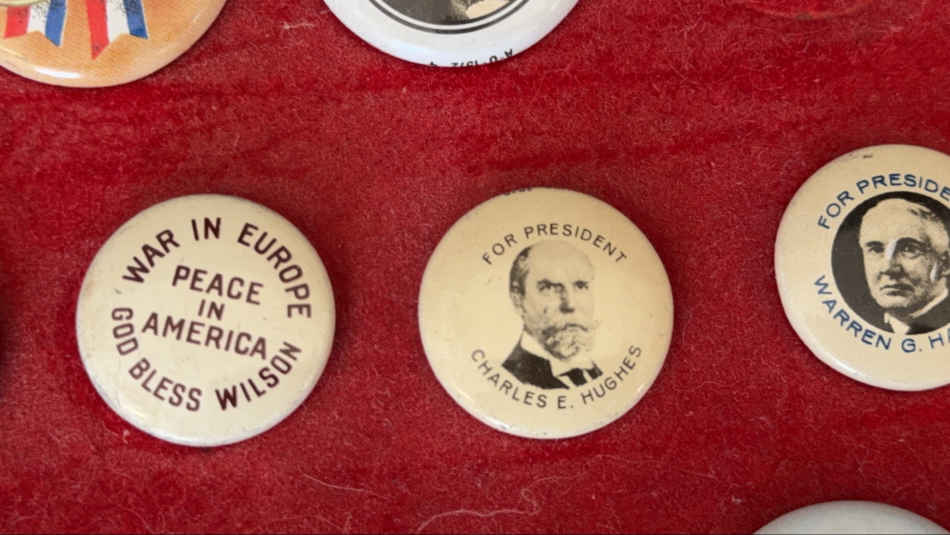 WAR IN EUROPE
PEACE
IN
AMERICA
GOD BLESS WILSON
FOR PRESIDENT
CHARLES E. HUGHES
FOR PRESIDE
WARREN G. H